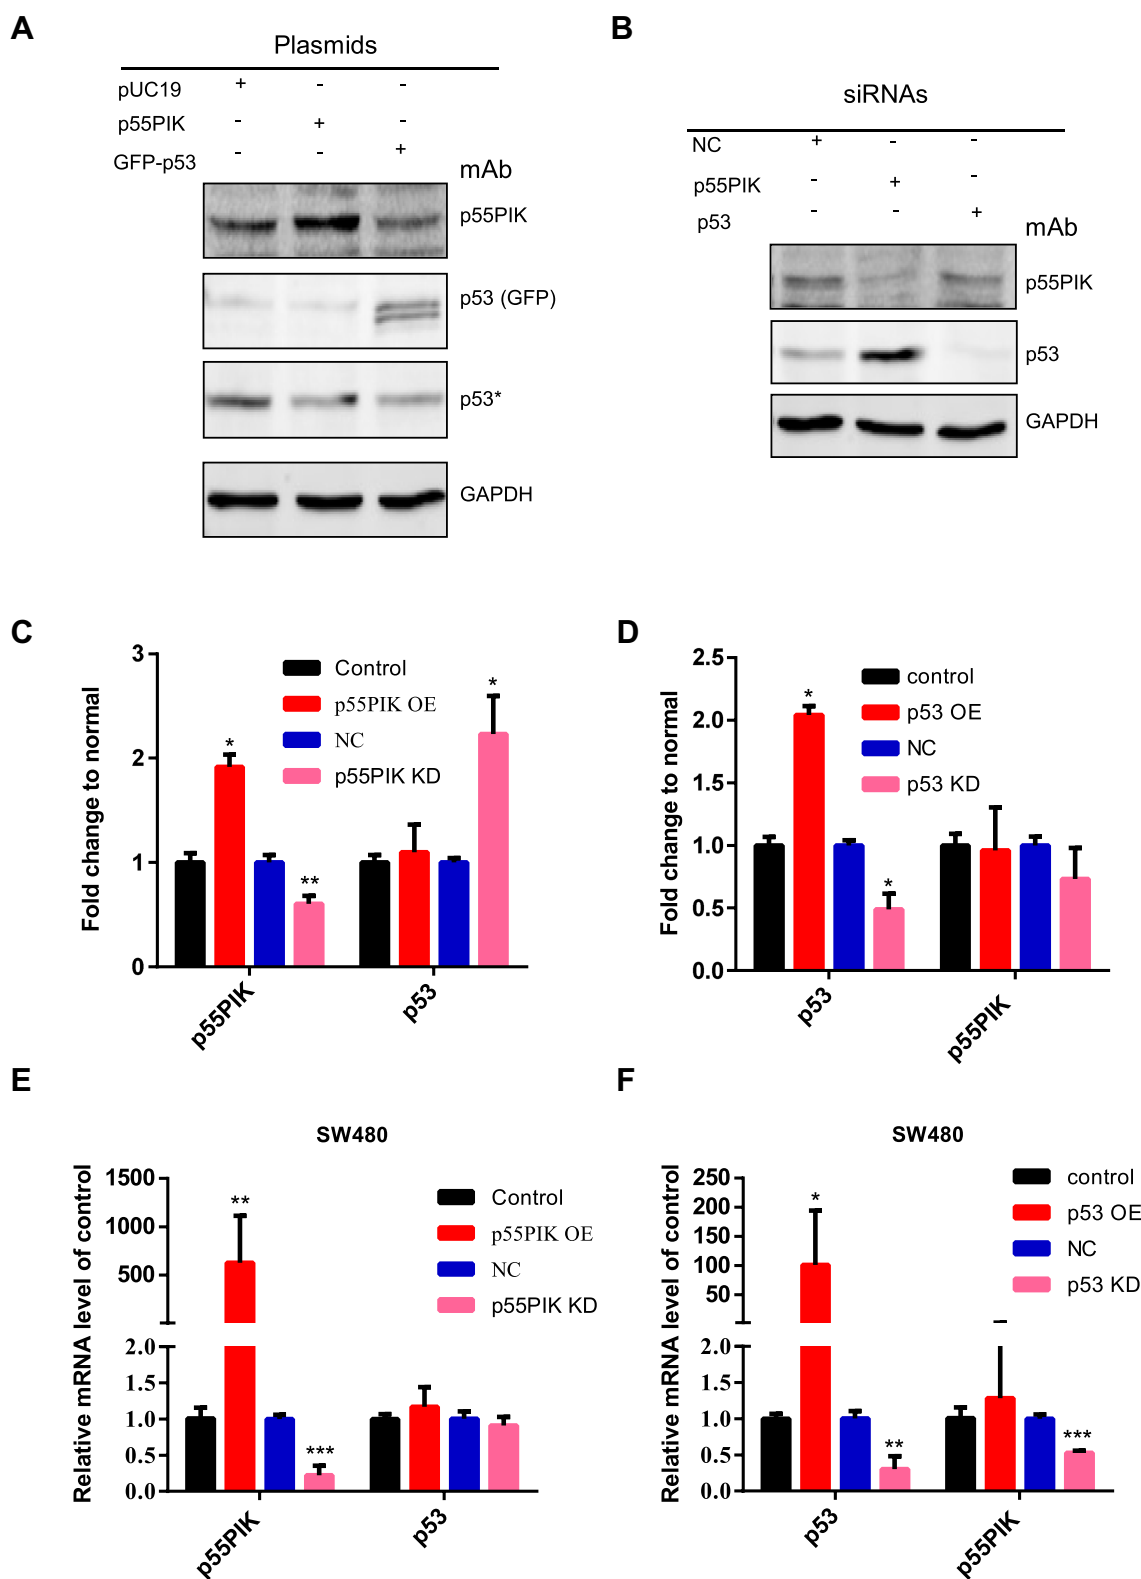 A
Plasmids
pUC19 + - -
p55PIK - + -
GFP-p53 - - +
mAb
p55PIK
p53 (GFP)
p53*
GAPDH
B
siRNAs
NC + - -
p55PIK - + -
p53 - - +
mAb
p55PIK
p53
GAPDH
C
Fold change to normal
3
2
1
0
Control
p55PIK OE
NC
p55PIK KD
*
**
*
p55PIK
p53
D
Fold change to normal
2.5
2.0
1.5
1.0
0.5
0.0
control
p53 OE
NC
p53 KD
*
*
p53
p55PIK
E
SW480
Relative mRNA level of control
1500
1000
500
2.0
1.5
1.0
0.5
0.0
Control
p55PIK OE
NC
p55PIK KD
**
***
p55PIK
p53
F
SW480
Relative mRNA level of control
250
200
150
100
50
2.0
1.5
1.0
0.5
0.0
control
p53 OE
NC
p53 KD
*
**
***
p53
p55PIK